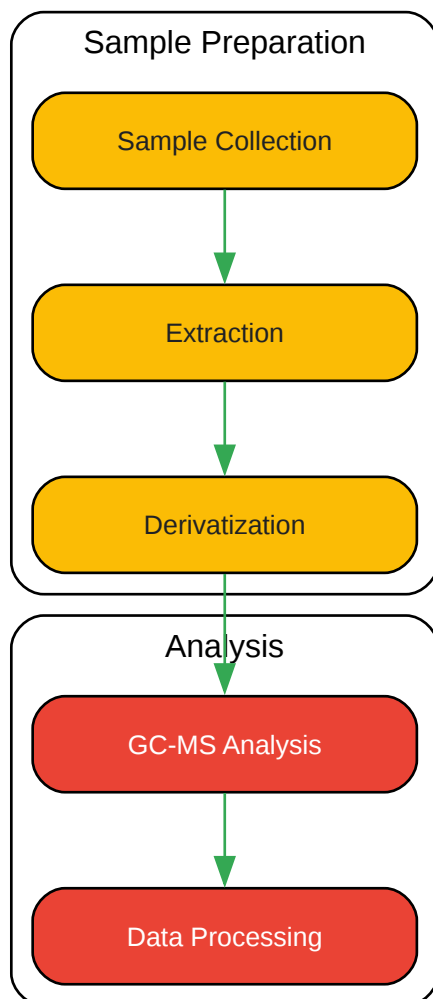 Sample Preparation
Sample Collection
Extraction
Derivatization
Analysis
GC-MS Analysis
Data Processing